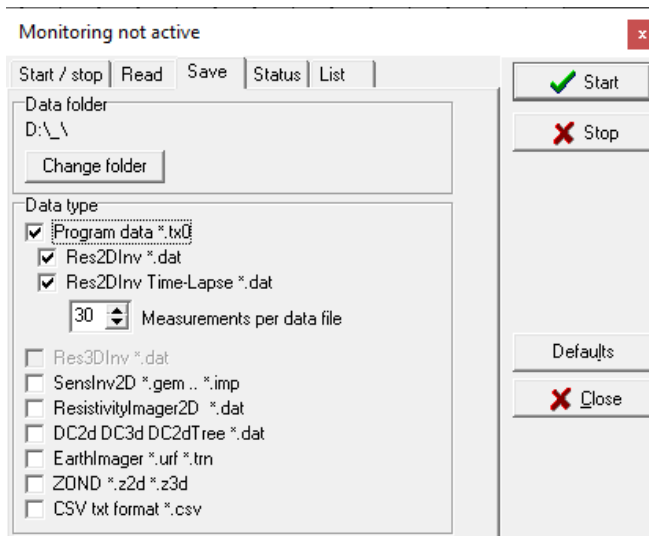 Monitoring not active
x
Start / stop Read Save Status List
Data folder
D:\_\
Change folder
Data type
Program data *.tx0
Res2DInv *.dat
Res2DInv Time-Lapse *.dat
30 Measurements per data file
Res3DInv *.dat
SensInv2D *.gem .. *.imp
ResistivityImager2D *.dat
DC2d DC3d DC2dTree *.dat
EarthImager *.urf *.trn
ZOND *.z2d *.z3d
CSV txt format *.csv
Start
Stop
Defaults
Close